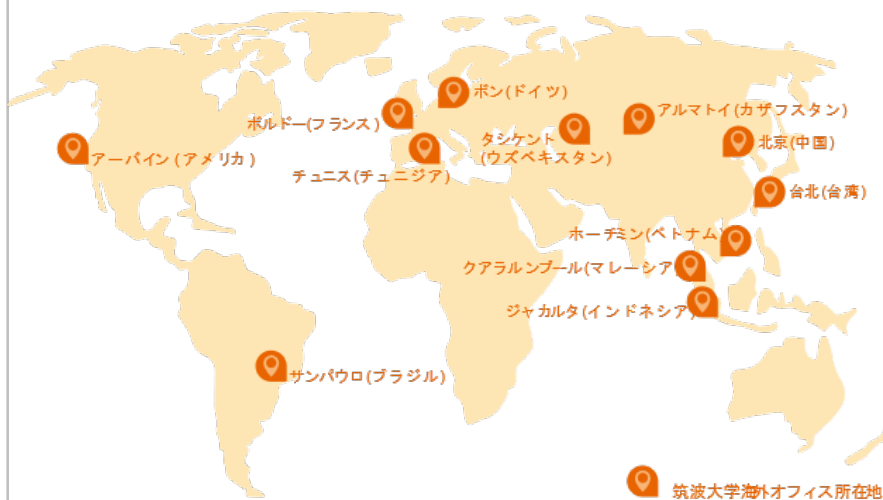 ボン(ドイツ)
アルマトイ(カザフスタン)
ボルドー(フランス)
タシケント
(ウズベキスタン)
北京(中国)
アーバイン(アメリカ)
チュニス(チュニジア)
台北(台湾)
ホーチミン(ベトナム)
クアラルンプール(マレーシア
ジャカルタ(インドネシア)
サンパウロ(ブラジル)
筑波大学海外オフィス所在地